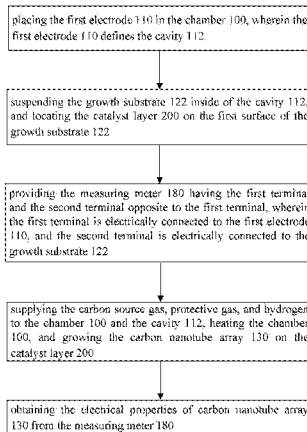 placing the first electrode 110 in the chamber 100, wherein the
first electrode 110 defines the cavity 112
suspending the growth substrate 122 inside of the cavity 112,
and locating the catalyst layer 200 on the first surface of the
growth substrate 122
providing the measuring meter 180 having the first terminal
and the second terminal opposite to the first terminal, wherein
the first terminal is electrically connected to the first electrode
110, and the second terminal is electrically connected to the
growth substrate 122
supplying the carbon source gas, protective gas, and hydrogen
to the chamber 100 and the cavity 112, heating the chamber
100, and growing the carbon nanotube array 130 on the
catalyst layer 200
obtaining the electrical properties of carbon nanotube array
130 from the measuring meter 180